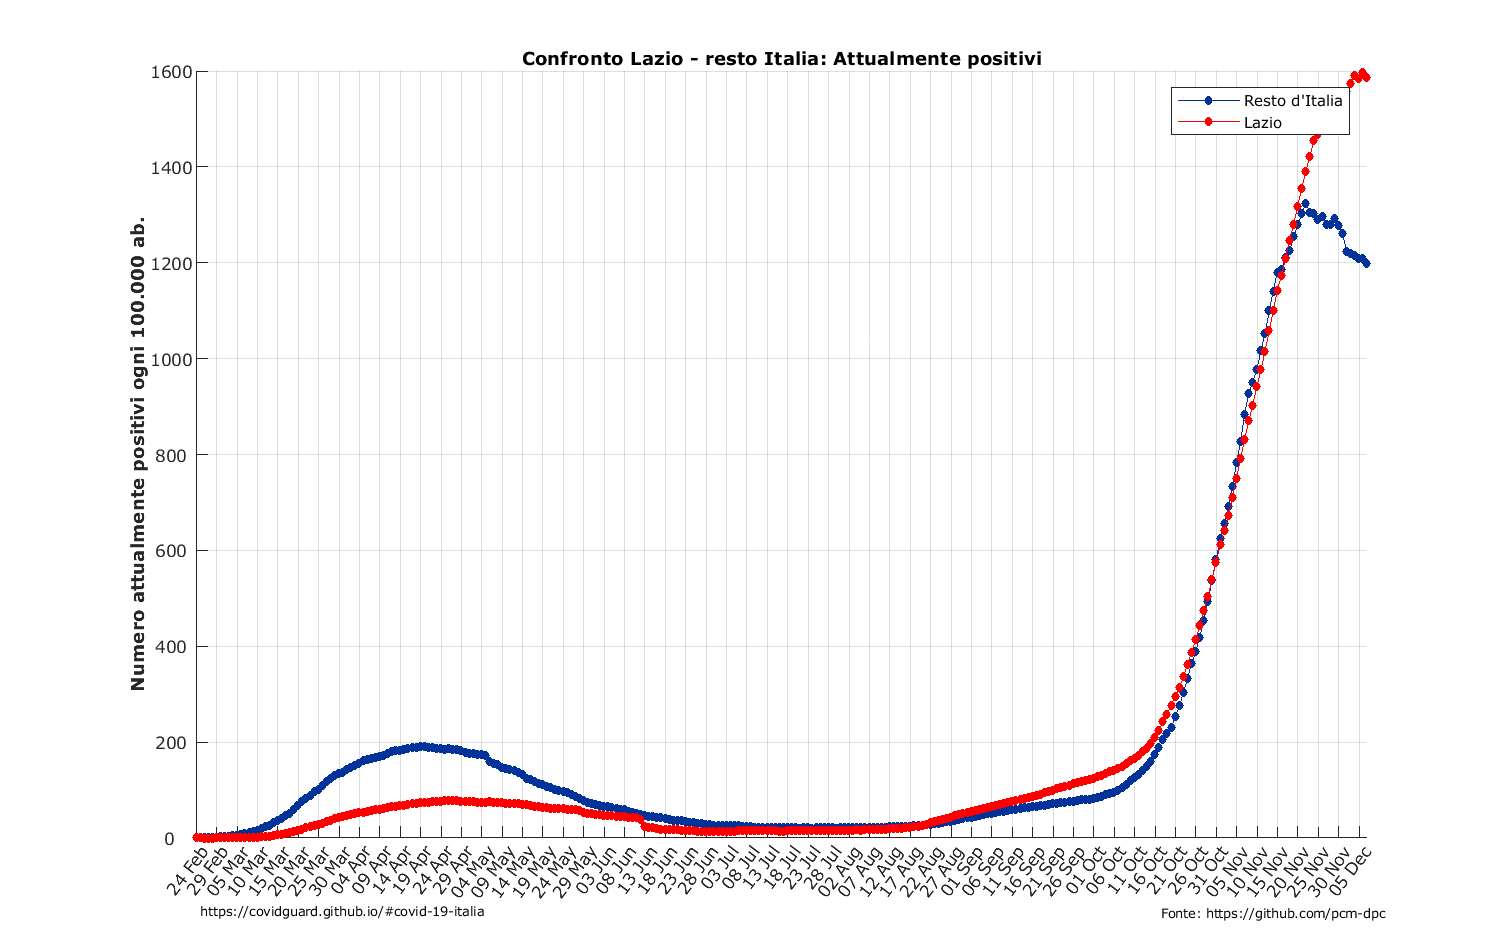 Confronto Lazio - resto Italia: Attualmente positivi
Numero attualmente positivi ogni 100.000 ab.
1600
1400
1200
1000
800
600
400
200
0
Resto d'Italia
Lazio
24 Feb
29 Feb
05 Mar
10 Mar
15 Mar
20 Mar
25 Mar
30 Mar
04 Apr
09 Apr
14 Apr
19 Apr
24 Apr
29 Apr
04 May
09 May
14 May
19 May
24 May
29 May
03 Jun
08 Jun
13 Jun
18 Jun
23 Jun
28 Jun
03 Jul
08 Jul
13 Jul
18 Jul
23 Jul
28 Jul
02 Aug
07 Aug
12 Aug
17 Aug
22 Aug
27 Aug
01 Sep
06 Sep
11 Sep
16 Sep
21 Sep
26 Sep
01 Oct
06 Oct
11 Oct
16 Oct
21 Oct
26 Oct
31 Oct
05 Nov
10 Nov
15 Nov
20 Nov
25 Nov
30 Nov
05 Dec
https://covidguard.github.io/#covid-19-italia
Fonte: https://github.com/pcm-dpc